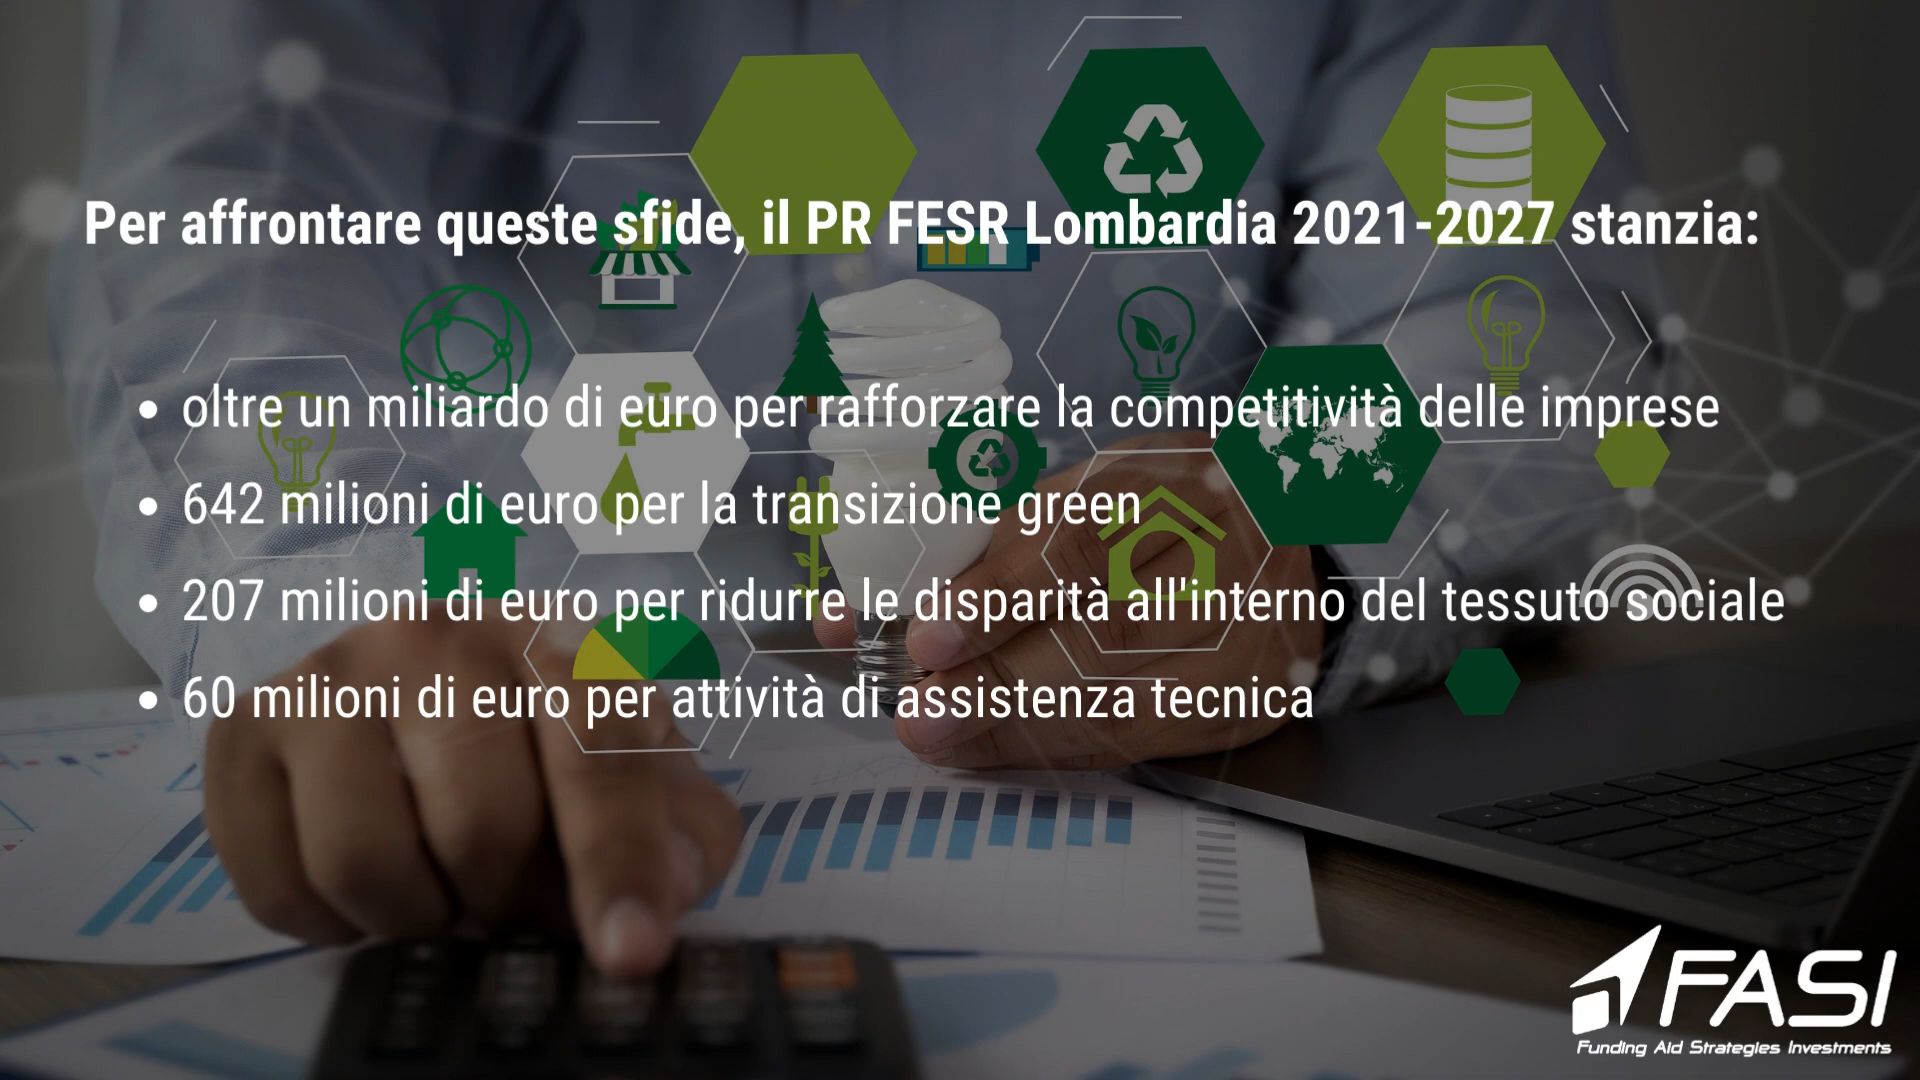 Per affrontare queste sfide, il PR FESR Lombardia 2021-2027 stanzia:
• oltre un miliardo di euro per rafforzare la competitività delle imprese
• 642 milioni di euro per la transizione green
• 207 milioni di euro per ridurre le disparità all'interno del tessuto sociale
• 60 milioni di euro per attività di assistenza tecnica
FASI
Funding Aid Strategies Investments